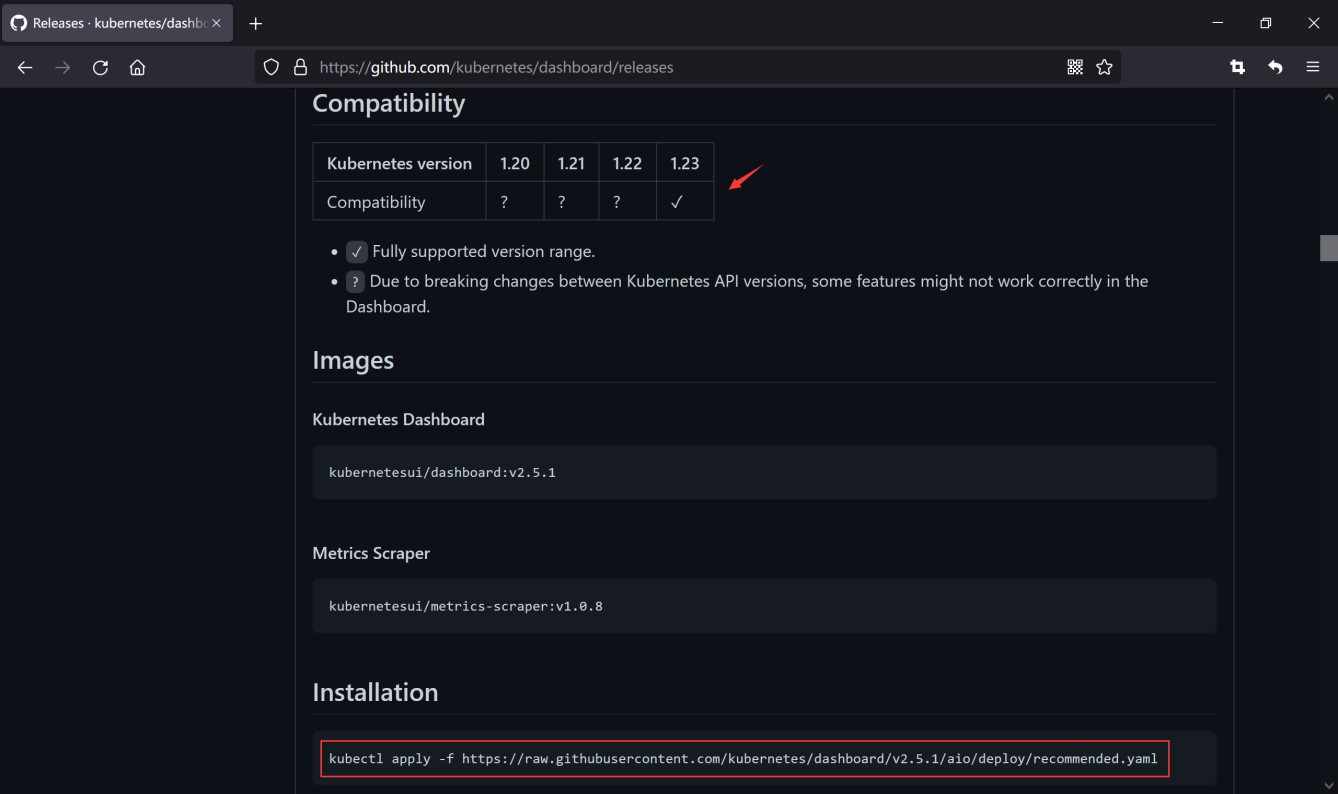 Releases · kubernetes/dashbo
https://github.com/kubernetes/dashboard/releases
Compatibility
Kubernetes version 1.20 1.21 1.22 1.23
Compatibility ? ? ? ✓
• ✓ Fully supported version range.
• ? Due to breaking changes between Kubernetes API versions, some features might not work correctly in the
Dashboard.
Images
Kubernetes Dashboard
kubernetesui/dashboard:v2.5.1
Metrics Scraper
kubernetesui/metrics-scraper:v1.0.8
Installation
kubectl apply -f https://raw.githubusercontent.com/kubernetes/dashboard/v2.5.1/aio/deploy/recommended.yaml